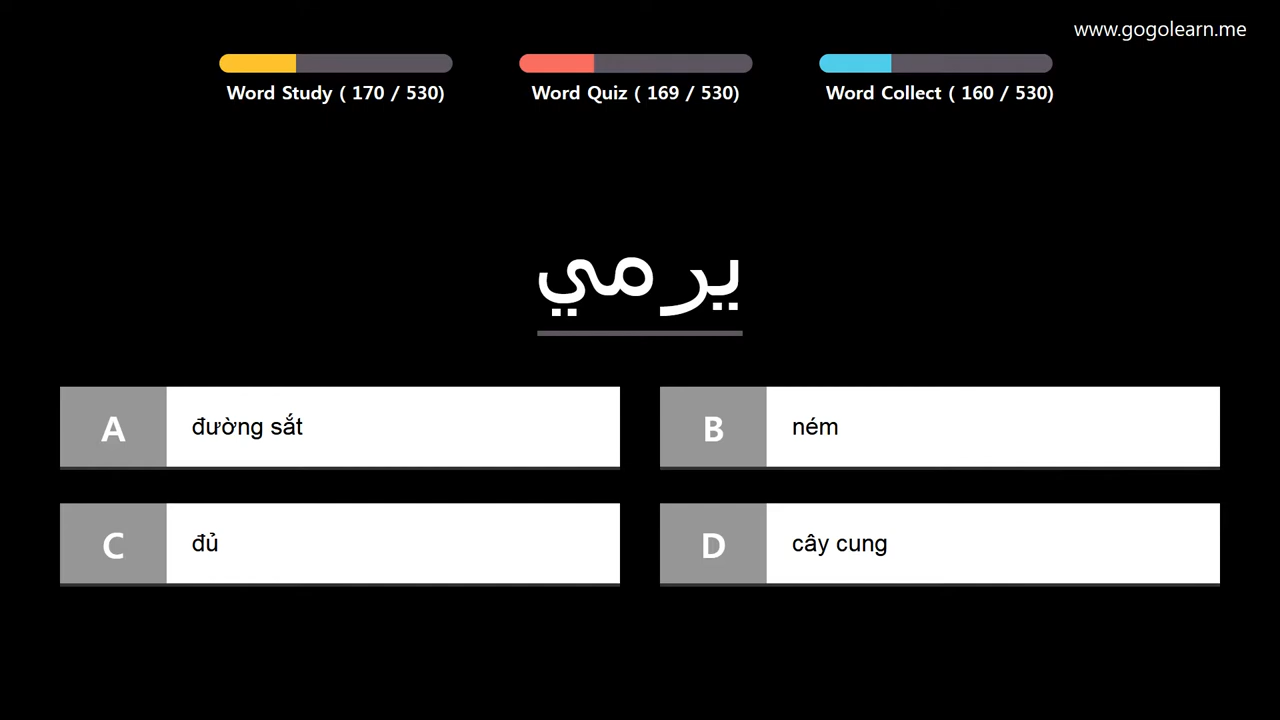 www.gogolearn.me
Word Study ( 170 / 530)
Word Quiz ( 169 / 530)
Word Collect ( 160 / 530)
يرمي
A
đường sắt
B
ném
C
đủ
D
cây cung